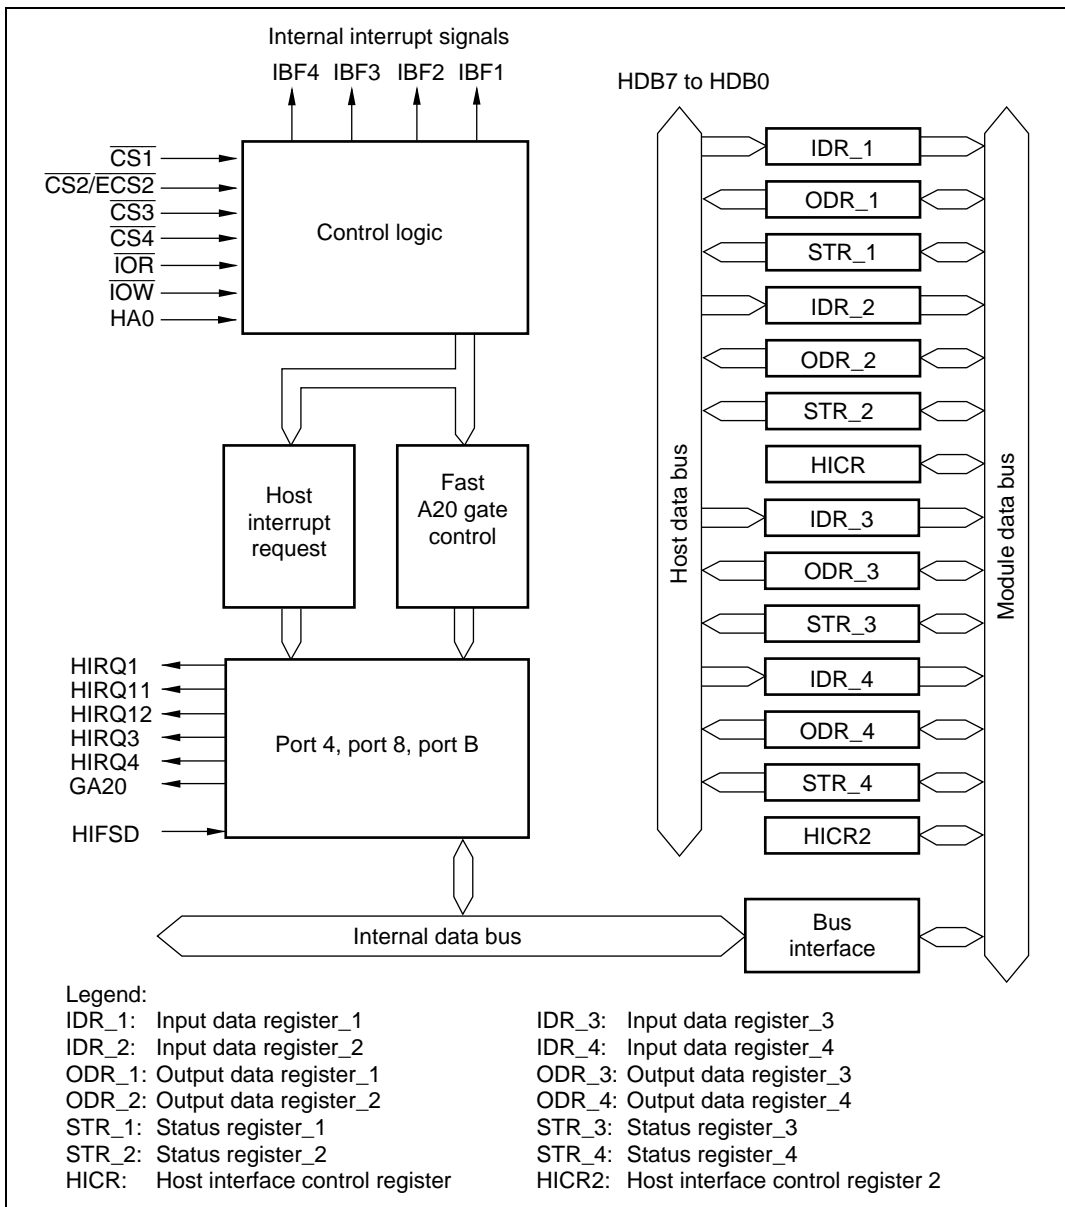 Internal interrupt signals
IBF4 IBF3 IBF2 IBF1
CS1
CS2/ECS2
CS3
CS4
IOR
IOW
HA0
Control logic
Host
interrupt
request
Fast
A20 gate
control
HIRQ1
HIRQ11
HIRQ12
HIRQ3
HIRQ4
GA20
HIFSD
Port 4, port 8, port B
HDB7 to HDB0
Host data bus
IDR_1
ODR_1
STR_1
IDR_2
ODR_2
STR_2
HICR
IDR_3
ODR_3
STR_3
IDR_4
ODR_4
STR_4
HICR2
Module data bus
Internal data bus
Bus
interface
Legend:
IDR_1: Input data register_1
IDR_2: Input data register_2
ODR_1: Output data register_1
ODR_2: Output data register_2
STR_1: Status register_1
STR_2: Status register_2
HICR: Host interface control register
IDR_3: Input data register_3
IDR_4: Input data register_4
ODR_3: Output data register_3
ODR_4: Output data register_4
STR_3: Status register_3
STR_4: Status register_4
HICR2: Host interface control register 2